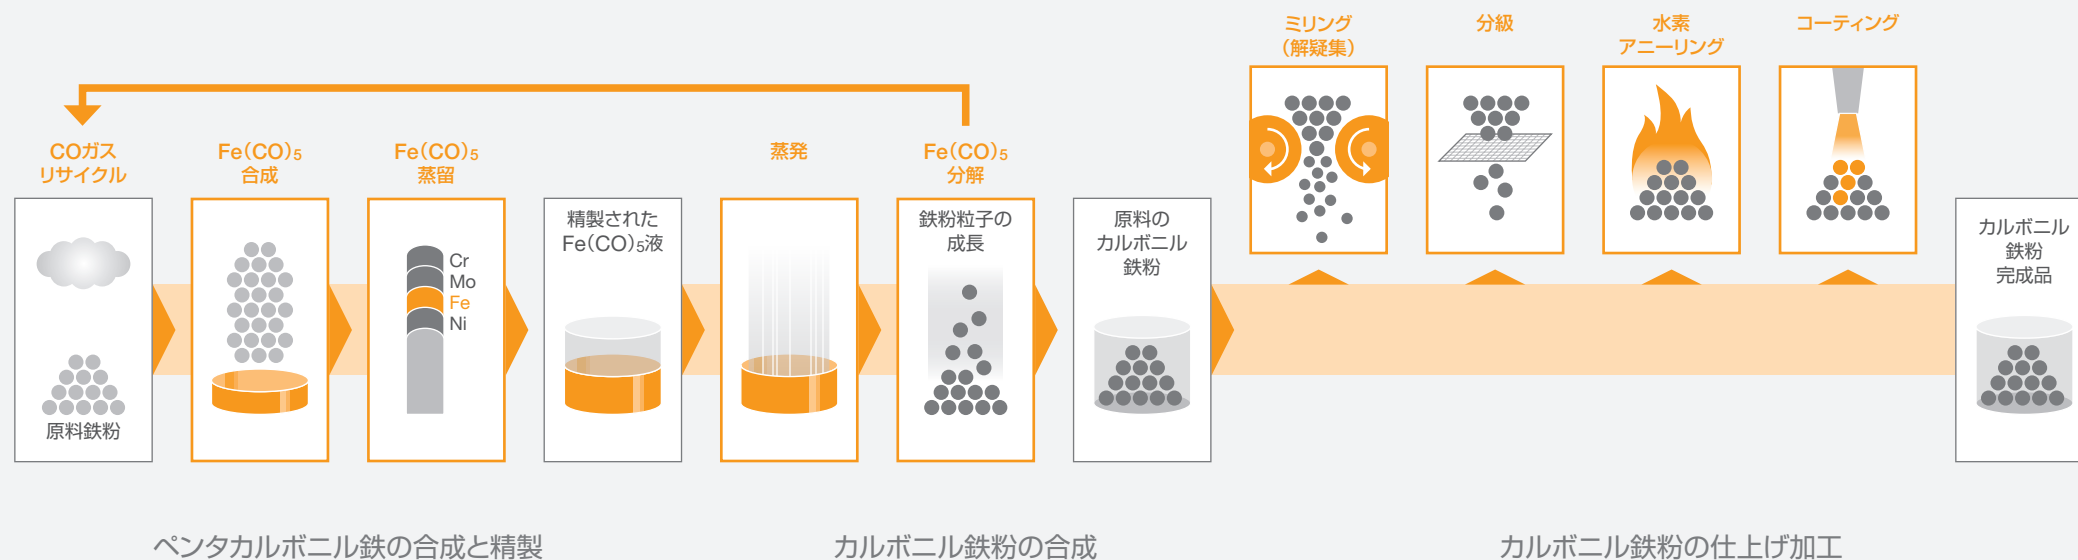 ミリング
（解疑集）
分級
水素
アニーリング
コーティング
COガス
リサイクル
Fe(CO)₅
合成
Fe(CO)₅
蒸留
蒸発
Fe(CO)₅
分解
原料鉄粉
Cr
Mo
Fe
Ni
精製された
Fe(CO)₅液
鉄粉粒子の
成長
原料の
カルボニル
鉄粉
カルボニル
鉄粉
完成品
ペンタカルボニル鉄の合成と精製
カルボニル鉄粉の合成
カルボニル鉄粉の仕上げ加工